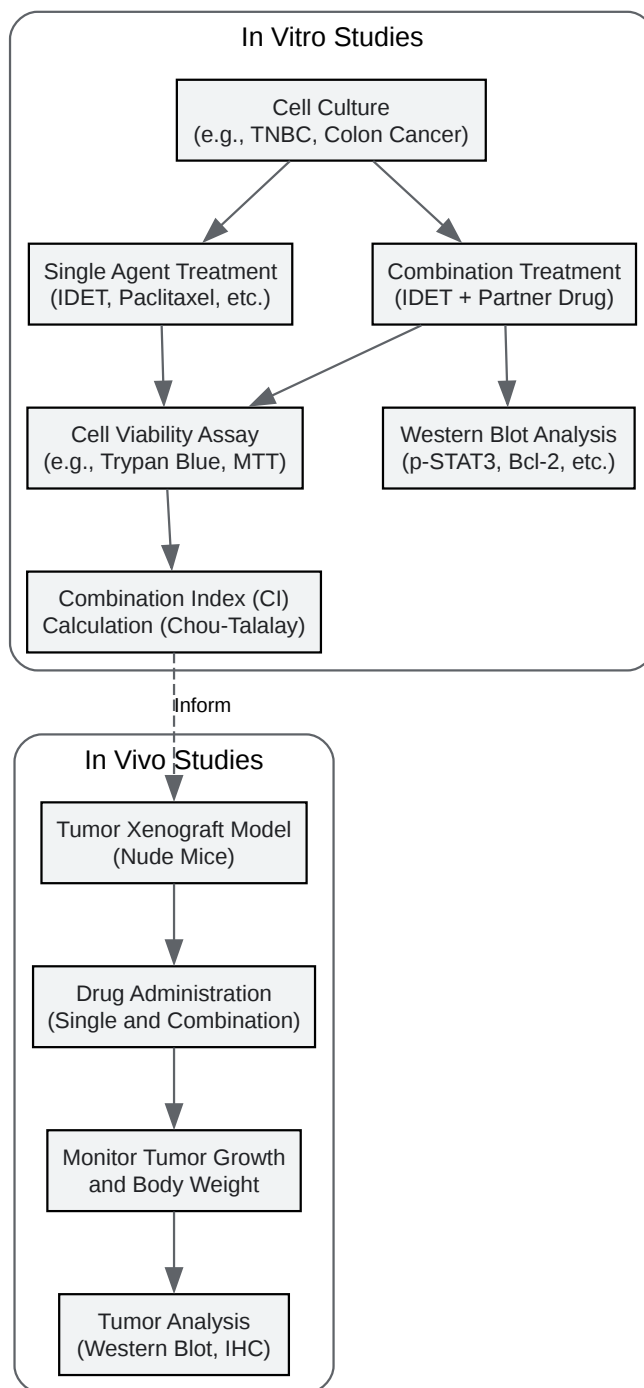 In Vitro Studies
Cell Culture
(e.g., TNBC, Colon Cancer)
Single Agent Treatment
(IDET, Paclitaxel, etc.)
Combination Treatment
(IDET + Partner Drug)
Cell Viability Assay
(e.g., Trypan Blue, MTT)
Western Blot Analysis
(p-STAT3, Bcl-2, etc.)
Combination Index (CI)
Calculation (Chou-Talalay)
Inform
In Vivo Studies
Tumor Xenograft Model
(Nude Mice)
Drug Administration
(Single and Combination)
Monitor Tumor Growth
and Body Weight
Tumor Analysis
(Western Blot, IHC)